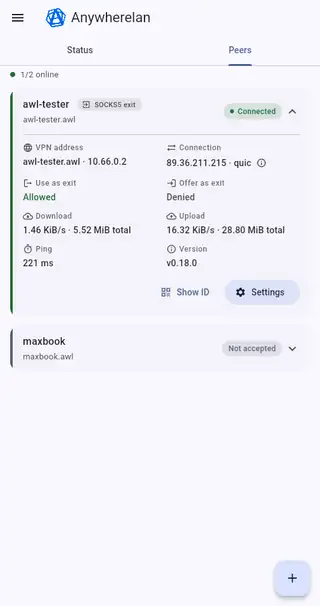 Anywherelan
Status Peers
1/2 online
awl-tester SOCKS5 exit
awl-tester.awl
Connected
VPN address Connection
awl-tester.awl · 10.66.0.2 89.36.211.215 · quic
Use as exit Offer as exit
Allowed Denied
Download Upload
1.46 KiB/s · 5.52 MiB total 16.32 KiB/s · 28.80 MiB total
Ping Version
221 ms v0.18.0
Show ID Settings
maxbook
maxbook.awl
Not accepted
+